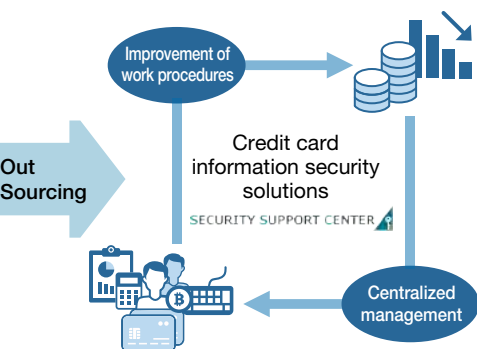 Improvement of
work procedures
Out
Sourcing
Credit card
information security
solutions
SECURITY SUPPORT CENTER
Centralized
management